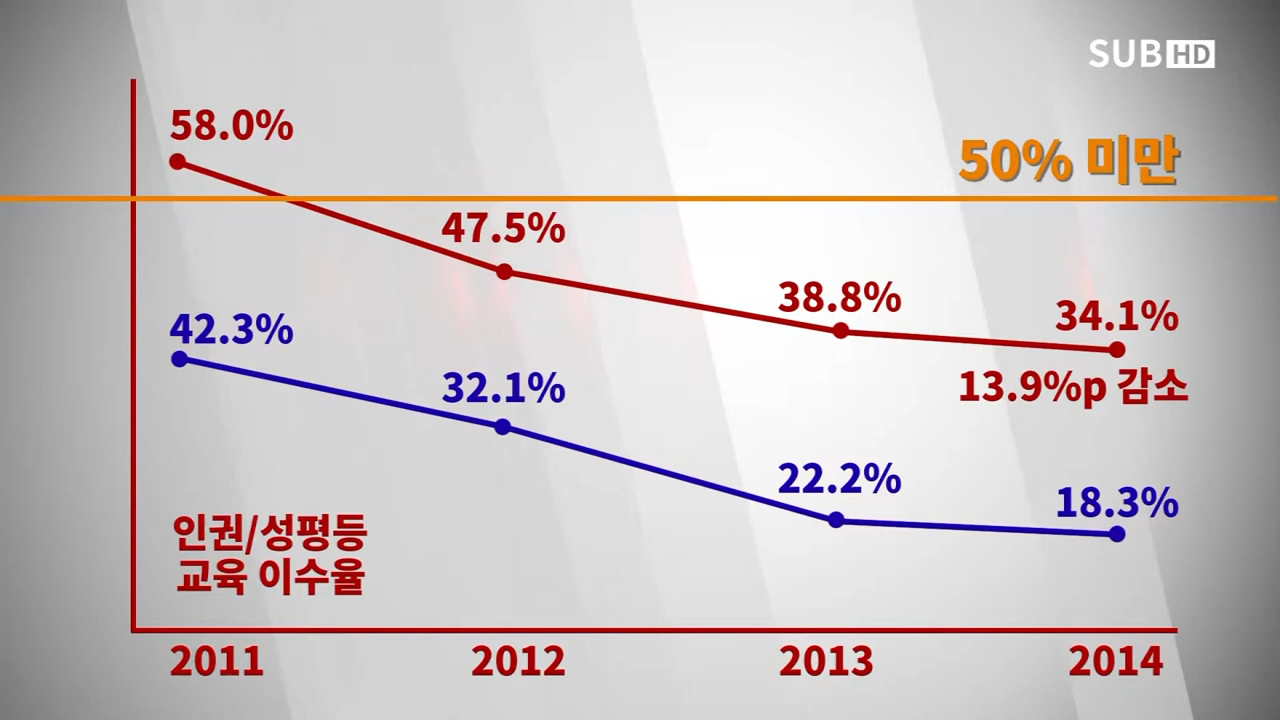 SUB HD
58.0%
50% 미만
47.5%
38.8%
34.1%
42.3%
13.9%p 감소
32.1%
22.2%
18.3%
인권/성평등
교육 이수율
2011 2012 2013 2014